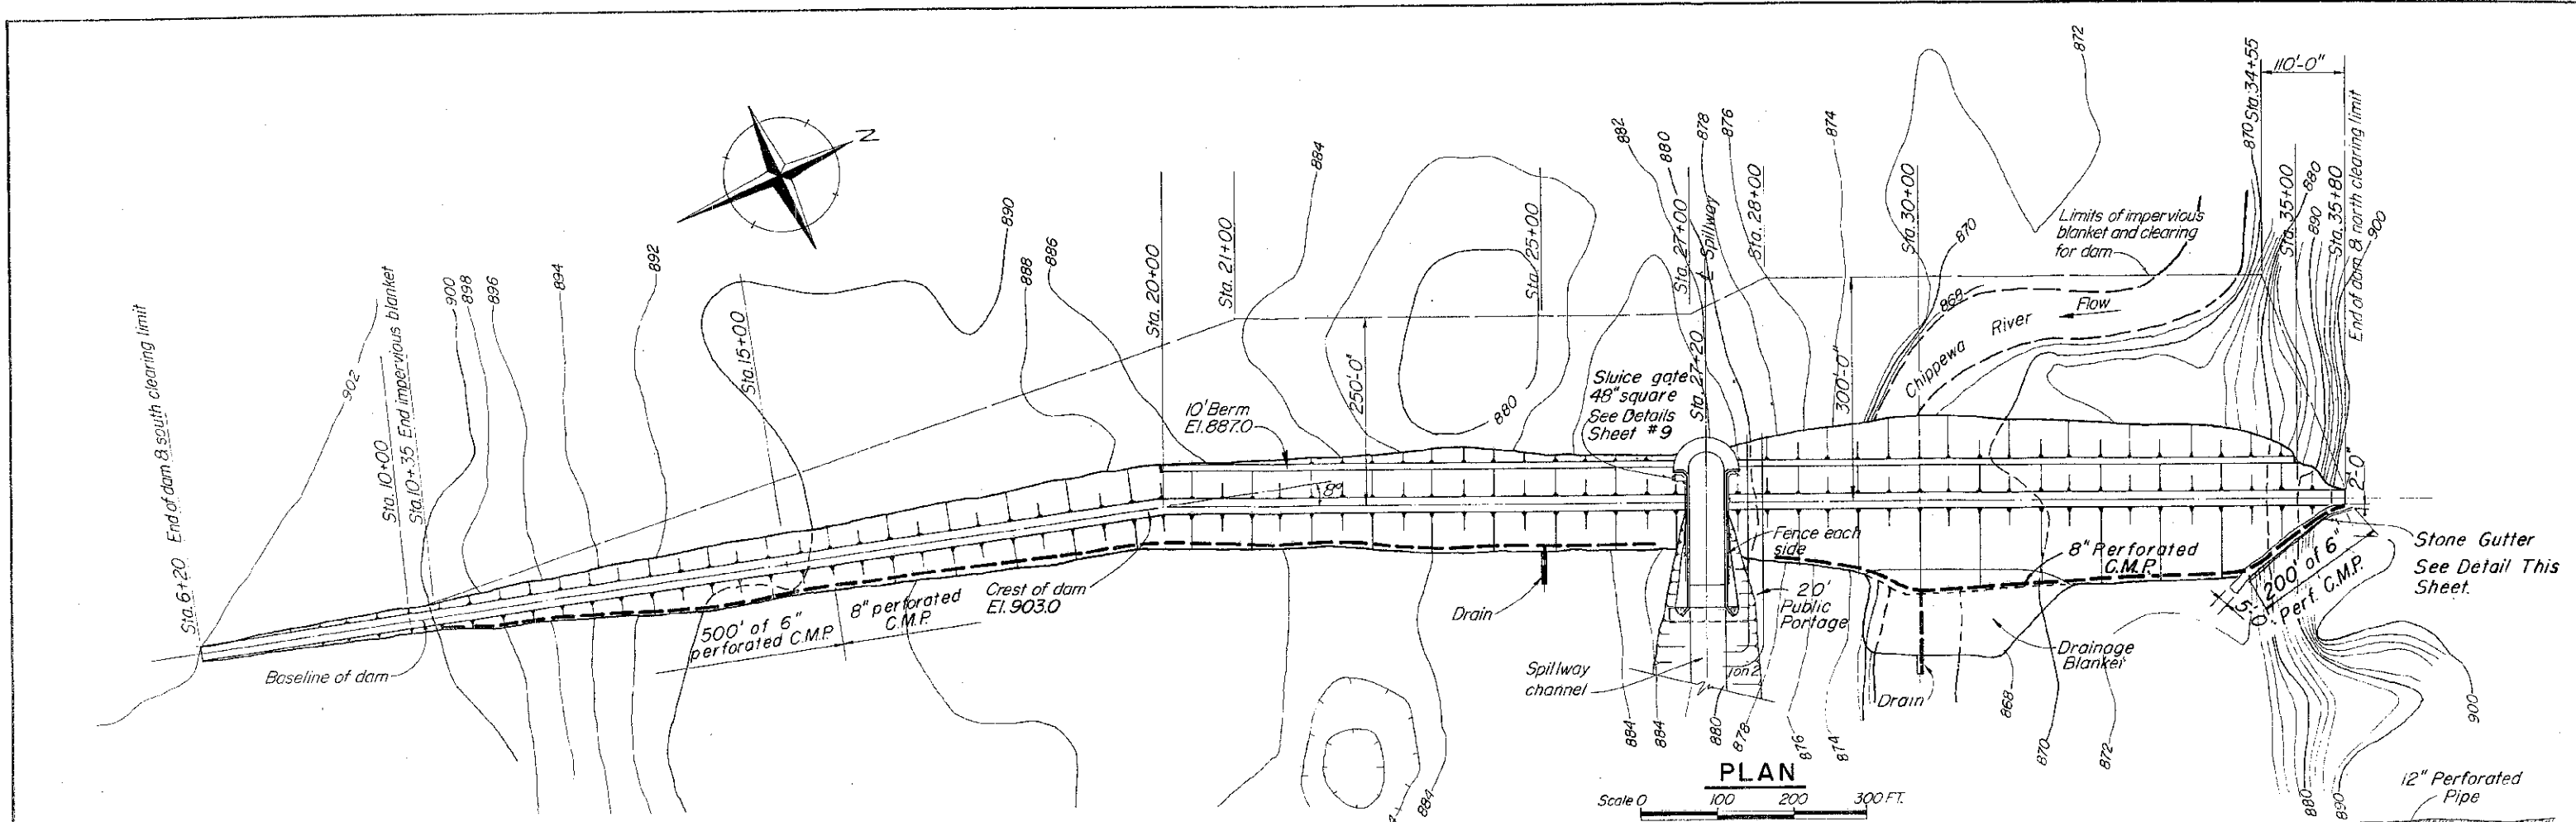 Sta. 6+20 End of dam & south clearing limit
902
Sta. 10+00
Sta. 10+35 End impervious blanket
900
898
896
894
892
Sta. 15+00
890
888
886
N
Sta. 20+00
Sta. 21+00
884
880
Sta. 25+00
882
880
Sta. 27+00
878
℄ Spillway
876
Sta. 28+00
874
872
Sta. 30+00
870
868
Limits of impervious
blanket and clearing
for dam
Chippewa River
Flow
870
Sta. 34+55
110'-0"
Sta. 35+00
880
890
Sta. 35+80
End of dam & north clearing limit
900
10' Berm
El. 887.0
250'-0"
8°
Sluice gate
48" square
See Details
Sheet #9
Sta. 27+20
300'-0"
2'-0"
Baseline of dam
500' of 6"
perforated C.M.P.
8" perforated
C.M.P.
Crest of dam
El. 903.0
Drain
Fence each
side
20'
Public
Portage
Spillway
channel
1 on 2
8" Perforated
C.M.P.
Drainage
Blanket
Drain
5'-0"
200' of 6"
Perf. C.M.P.
Stone Gutter
See Detail This
Sheet.
884
884
884
880
878
876
874
868
870
872
880
890
900
PLAN
Scale 0 100 200 300 FT.
12" Perforated
Pipe